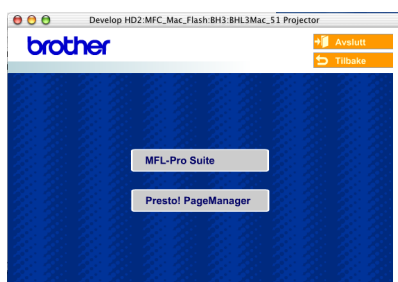 Develop HD2:MFC_Mac_Flash:BH3:BHL3Mac_51 Projector
brother
Avslutt
Tilbake
MFL-Pro Suite
Presto! PageManager